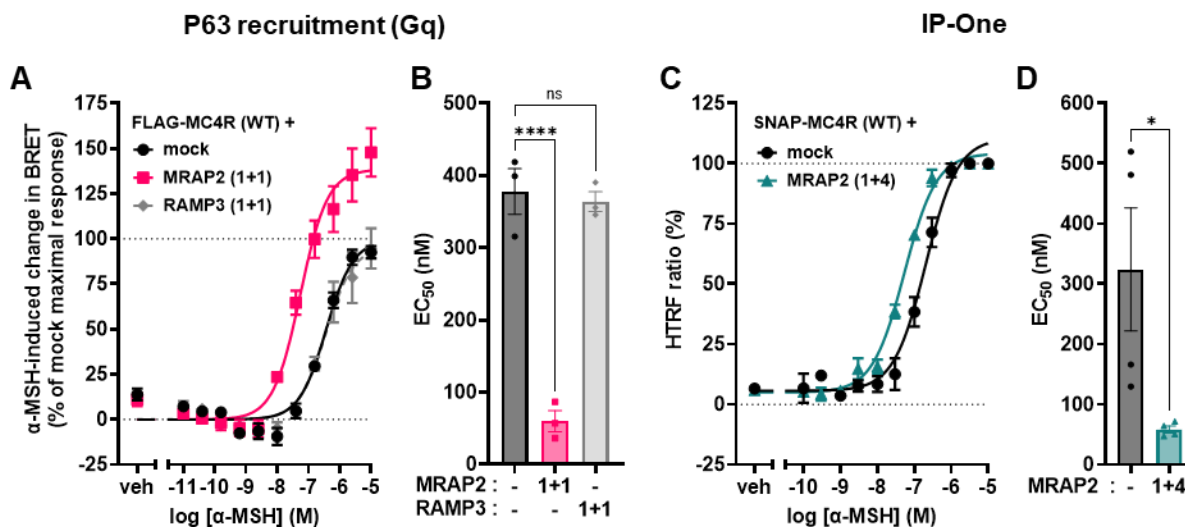 P63 recruitment (Gq)
IP-One
A
α-MSH-induced change in BRET
(% of mock maximal response)
175
150
125
100
75
50
25
0
-25
FLAG-MC4R (WT) +
mock
MRAP2 (1+1)
RAMP3 (1+1)
veh -11 -10 -9 -8 -7 -6 -5
log [α-MSH] (M)
B
EC50 (nM)
500
400
300
200
100
0
ns
****
MRAP2 : - 1+1 -
RAMP3 : - - 1+1
C
HTRF ratio (%)
125
100
75
50
25
0
-25
SNAP-MC4R (WT) +
mock
MRAP2 (1+4)
veh -10 -9 -8 -7 -6 -5
log [α-MSH] (M)
D
EC50 (nM)
600
500
400
300
200
100
0
*
MRAP2 : - 1+4